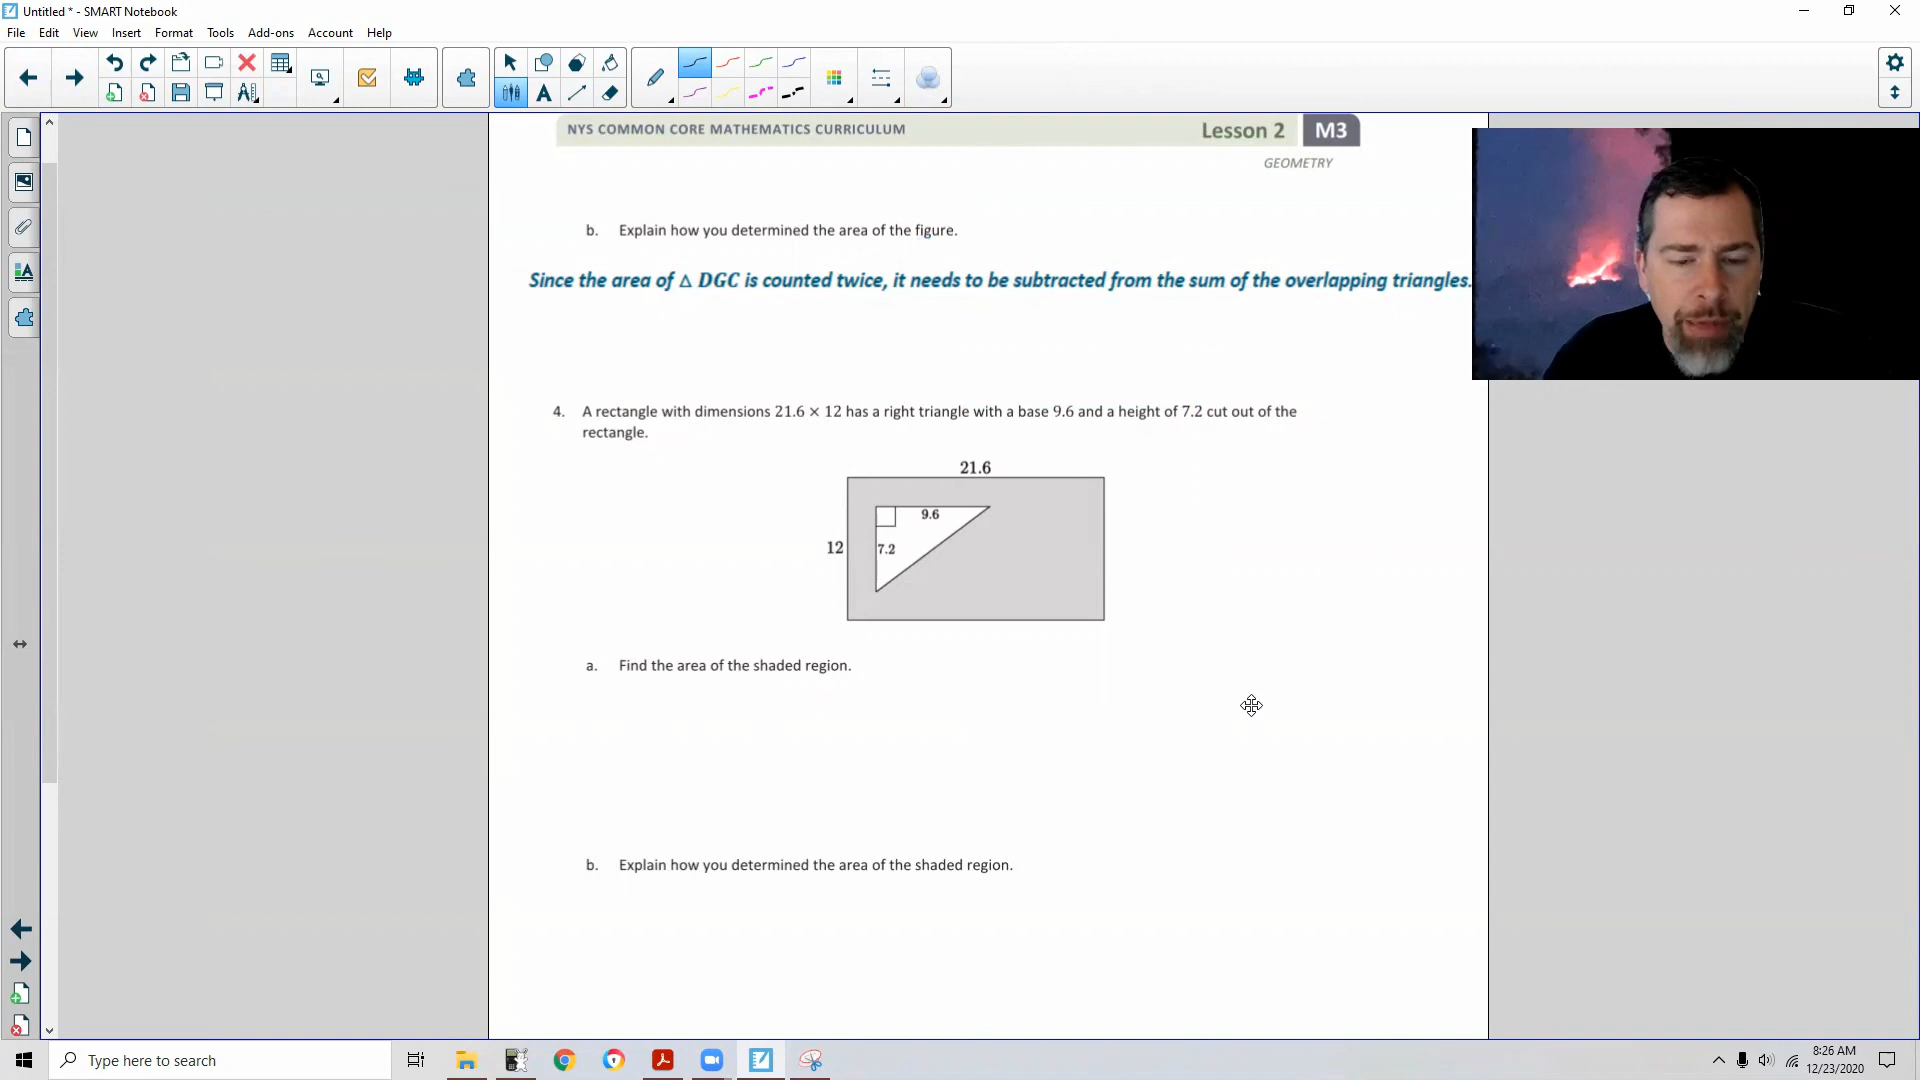 Untitled * - SMART Notebook
File Edit View Insert Format Tools Add-ons Account Help
NYS COMMON CORE MATHEMATICS CURRICULUM Lesson 2 M3
GEOMETRY
b. Explain how you determined the area of the figure.
Since the area of △ DGC is counted twice, it needs to be subtracted from the sum of the overlapping triangles.
4. A rectangle with dimensions 21.6 × 12 has a right triangle with a base 9.6 and a height of 7.2 cut out of the
rectangle.
21.6
9.6
12 7.2
a. Find the area of the shaded region.
b. Explain how you determined the area of the shaded region.
Type here to search
8:26 AM
12/23/2020